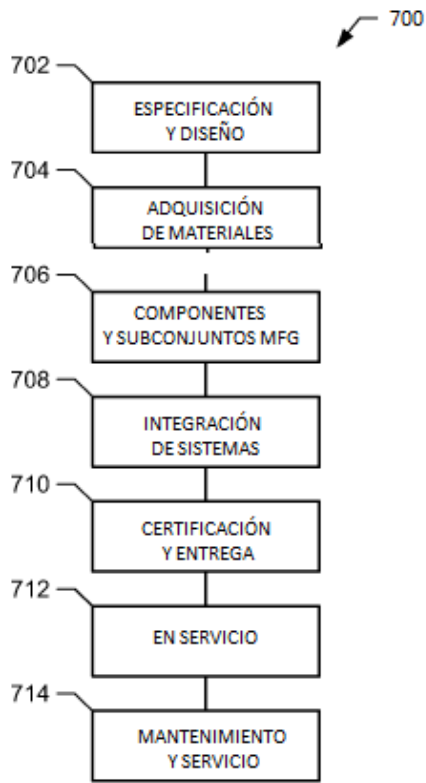 700
702
ESPECIFICACIÓN
Y DISEÑO
704
ADQUISICIÓN
DE MATERIALES
706
COMPONENTES
Y SUBCONJUNTOS MFG
708
INTEGRACIÓN
DE SISTEMAS
710
CERTIFICACIÓN
Y ENTREGA
712
EN SERVICIO
714
MANTENIMIENTO
Y SERVICIO